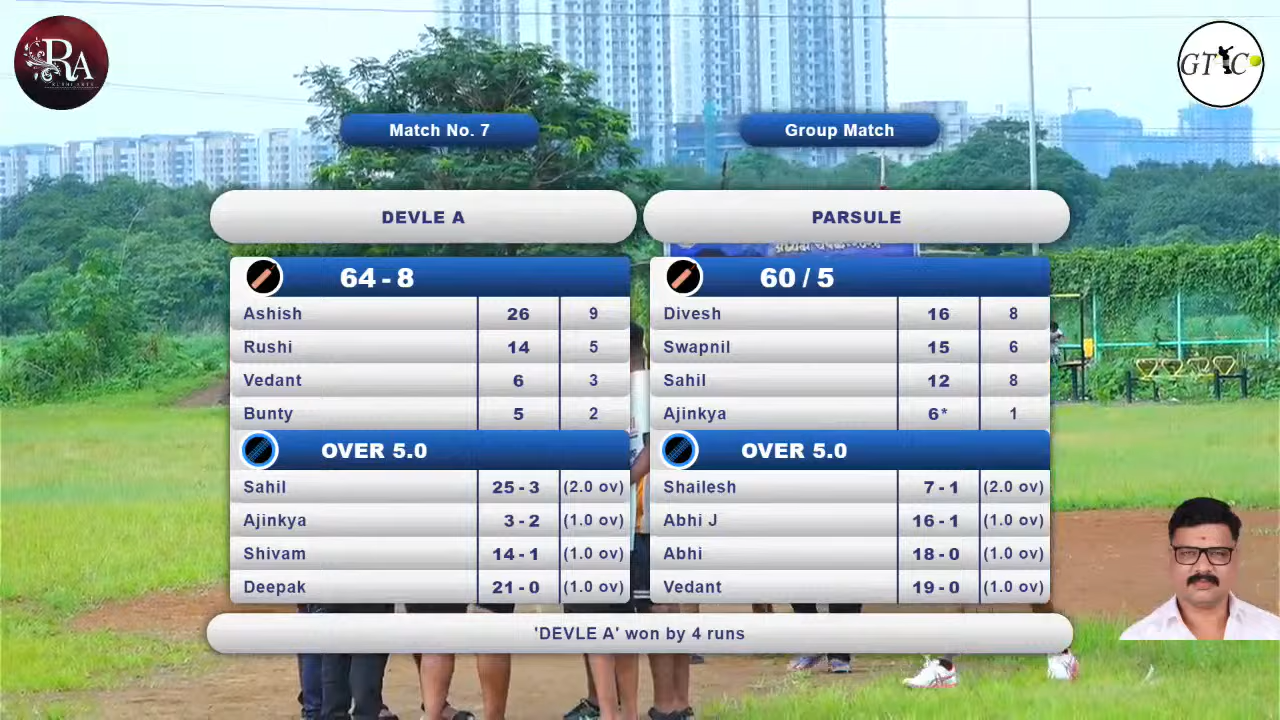 RA
GTC
Match No. 7
Group Match
DEVLE A
PARSULE
64 - 8
Ashish 26 9
Rushi 14 5
Vedant 6 3
Bunty 5 2
OVER 5.0
Sahil 25 - 3 (2.0 ov)
Ajinkya 3 - 2 (1.0 ov)
Shivam 14 - 1 (1.0 ov)
Deepak 21 - 0 (1.0 ov)
60 / 5
Divesh 16 8
Swapnil 15 6
Sahil 12 8
Ajinkya 6* 1
OVER 5.0
Shailesh 7 - 1 (2.0 ov)
Abhi J 16 - 1 (1.0 ov)
Abhi 18 - 0 (1.0 ov)
Vedant 19 - 0 (1.0 ov)
'DEVLE A' won by 4 runs